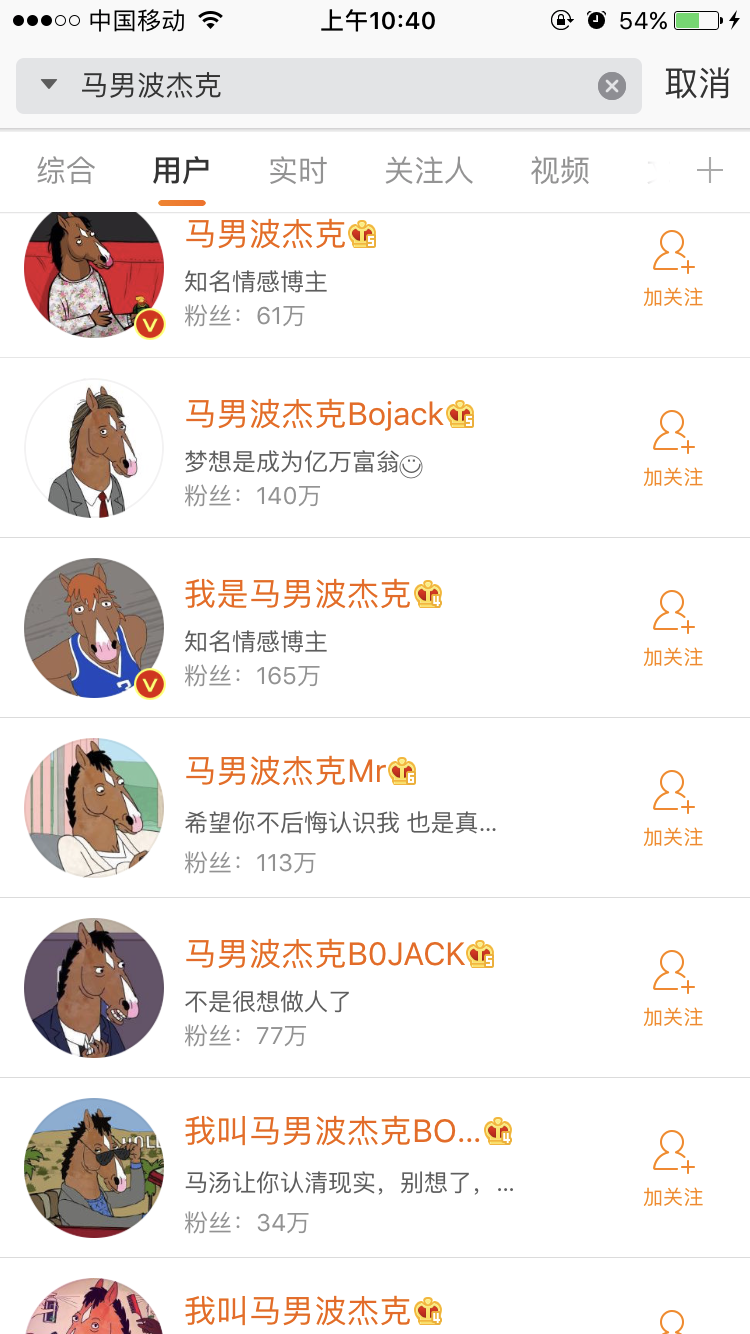 中国移动 上午10:40 54%
马男波杰克 取消
综合 用户 实时 关注人 视频
马男波杰克
知名情感博主
粉丝：61万
加关注
马男波杰克Bojack
梦想是成为亿万富翁
粉丝：140万
加关注
我是马男波杰克
知名情感博主
粉丝：165万
加关注
马男波杰克Mr
希望你不后悔认识我 也是真...
粉丝：113万
加关注
马男波杰克B0JACK
不是很想做人了
粉丝：77万
加关注
我叫马男波杰克BO...
马汤让你认清现实，别想了，...
粉丝：34万
加关注
我叫马男波杰克